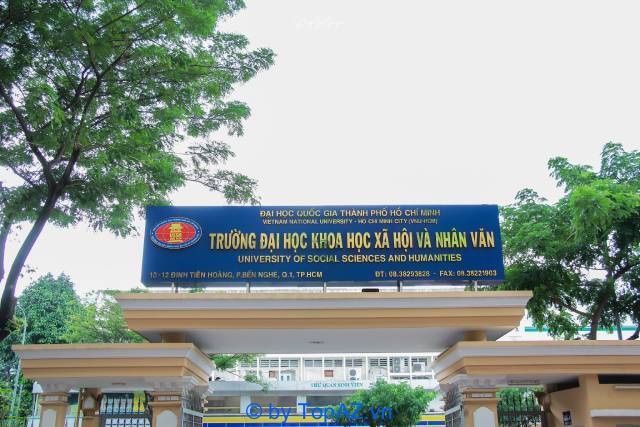 ĐẠI HỌC QUỐC GIA THÀNH PHỐ HỒ CHÍ MINH
VIETNAM NATIONAL UNIVERSITY - HO CHI MINH CITY (VNU-HCM)
TRƯỜNG ĐẠI HỌC KHOA HỌC XÃ HỘI VÀ NHÂN VĂN
UNIVERSITY OF SOCIAL SCIENCES AND HUMANITIES
10-12 ĐINH TIÊN HOÀNG, P.BẾN NGHÉ, Q.1, TP.HCM ĐT: 08.38293828 - FAX: 08.38221903
© by TopAZ.vn